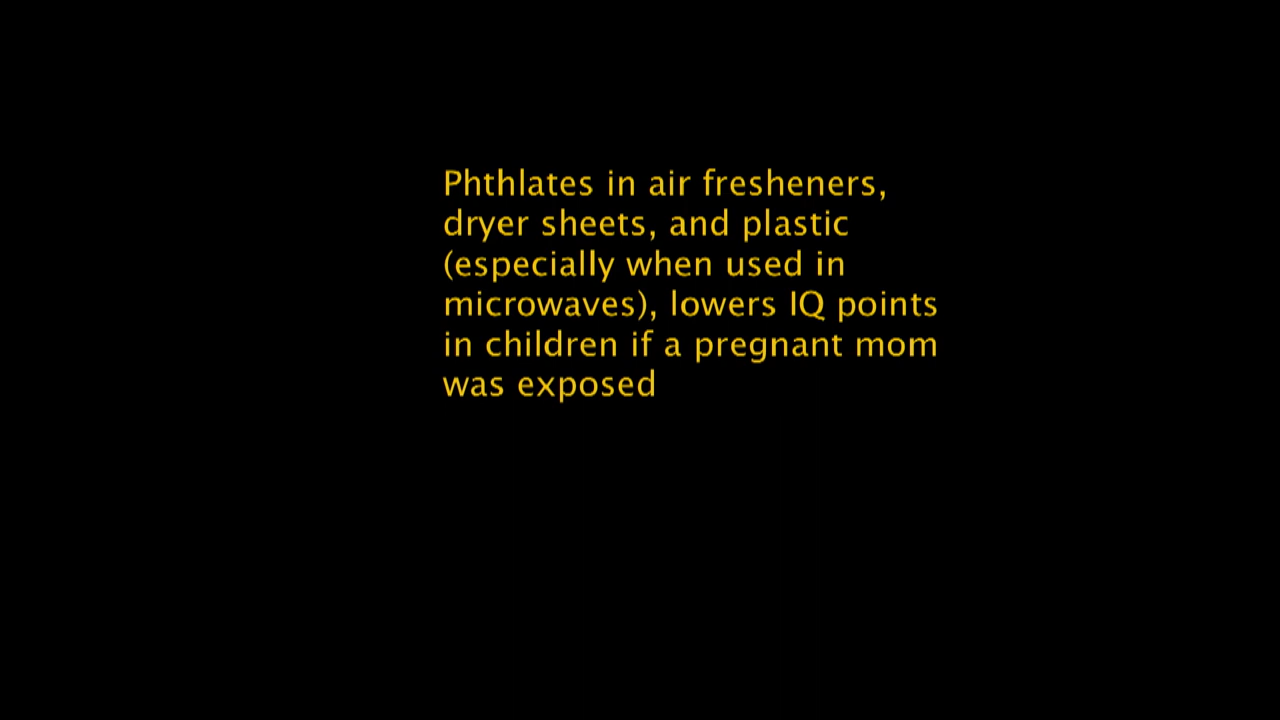 Phthlates in air fresheners,
dryer sheets, and plastic
(especially when used in
microwaves), lowers IQ points
in children if a pregnant mom
was exposed